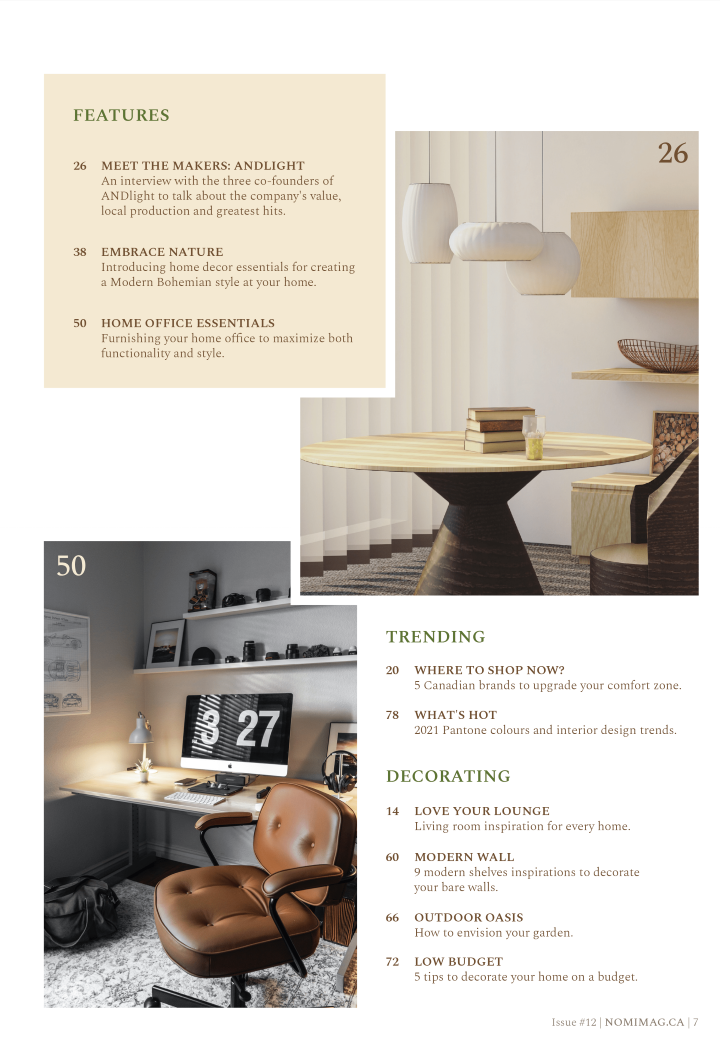 FEATURES
26 MEET THE MAKERS: ANDLIGHT
An interview with the three co-founders of
ANDlight to talk about the company's value,
local production and greatest hits.
38 EMBRACE NATURE
Introducing home decor essentials for creating
a Modern Bohemian style at your home.
50 HOME OFFICE ESSENTIALS
Furnishing your home office to maximize both
functionality and style.
26
50
3 27
TRENDING
20 WHERE TO SHOP NOW?
5 Canadian brands to upgrade your comfort zone.
78 WHAT'S HOT
2021 Pantone colours and interior design trends.
DECORATING
14 LOVE YOUR LOUNGE
Living room inspiration for every home.
60 MODERN WALL
9 modern shelves inspirations to decorate
your bare walls.
66 OUTDOOR OASIS
How to envision your garden.
72 LOW BUDGET
5 tips to decorate your home on a budget.
Issue #12 | NOMIMAG.CA | 7